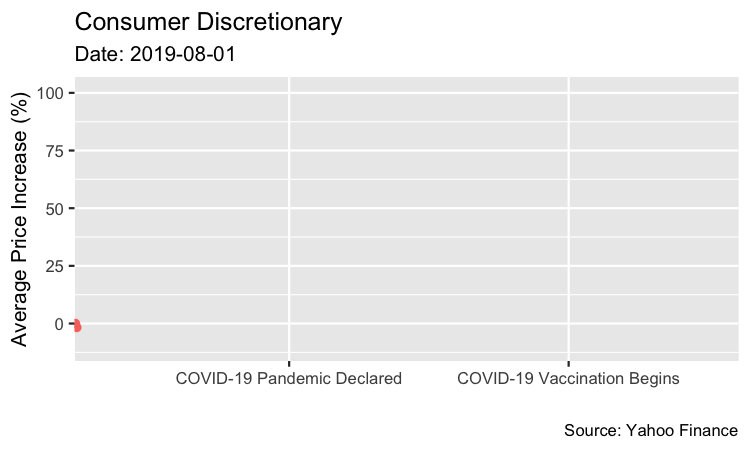 Consumer Discretionary
Date: 2019-08-01
Average Price Increase (%)
100
75
50
25
0
COVID-19 Pandemic Declared
COVID-19 Vaccination Begins
Source: Yahoo Finance